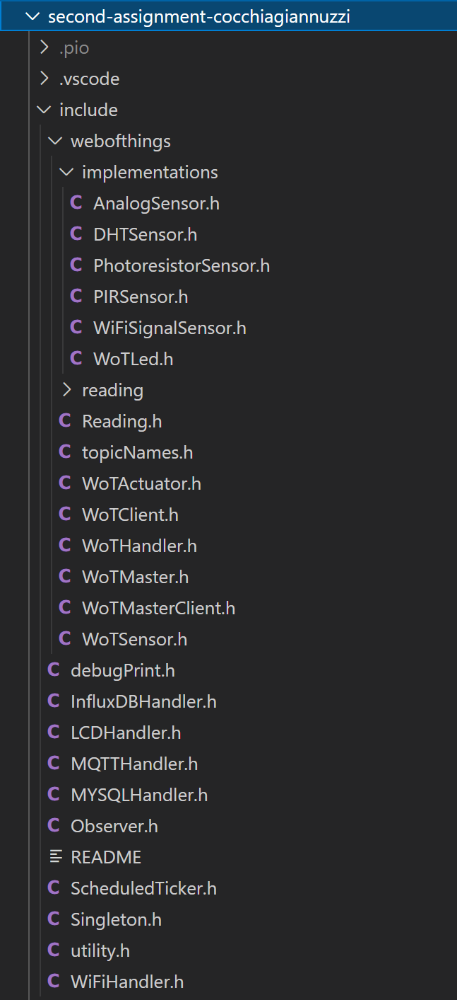 second-assignment-cocchiagiannuzzi
.pio
.vscode
include
webofthings
implementations
C AnalogSensor.h
C DHTSensor.h
C PhotoresistorSensor.h
C PIRSensor.h
C WiFiSignalSensor.h
C WoTLed.h
reading
C Reading.h
C topicNames.h
C WoTActuator.h
C WoTClient.h
C WoTHandler.h
C WoTMaster.h
C WoTMasterClient.h
C WoTSensor.h
C debugPrint.h
C InfluxDBHandler.h
C LCDHandler.h
C MQTTHandler.h
C MYSQLHandler.h
C Observer.h
README
C ScheduledTicker.h
C Singleton.h
C utility.h
C WiFiHandler.h